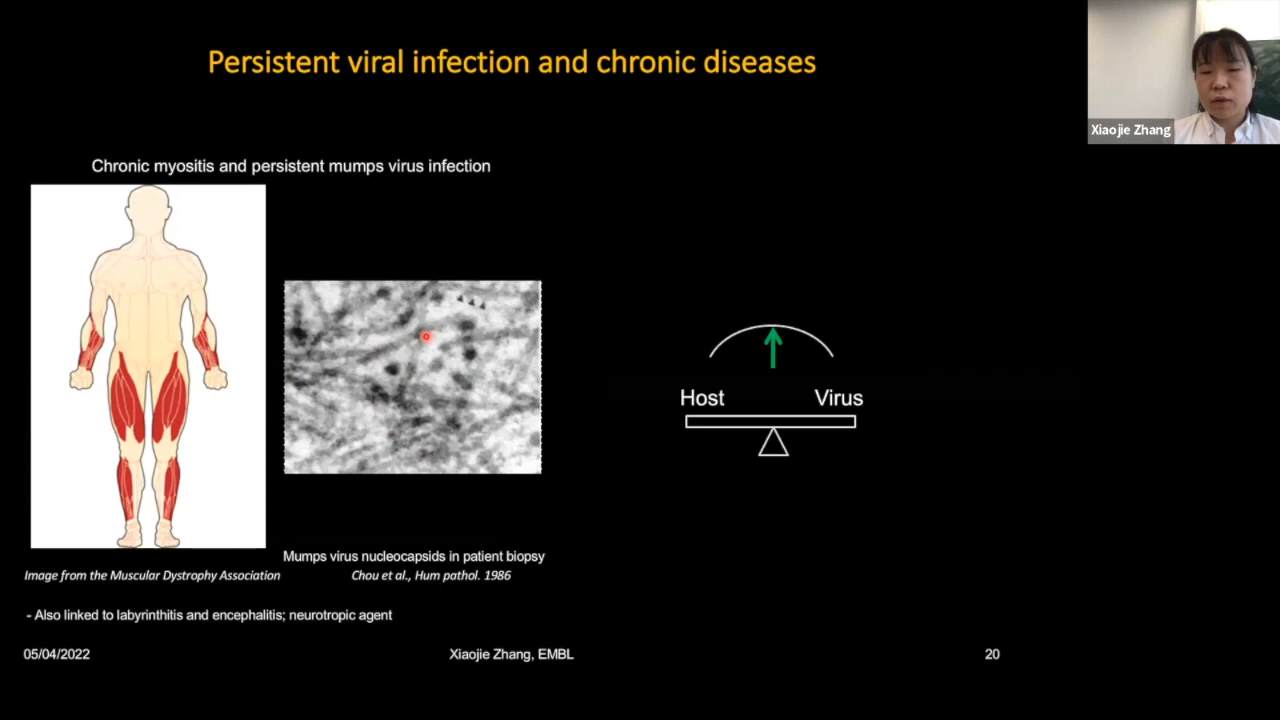 Persistent viral infection and chronic diseases
Xiaojie Zhang
Chronic myositis and persistent mumps virus infection
Host
Virus
Mumps virus nucleocapsids in patient biopsy
Image from the Muscular Dystrophy Association
Chou et al., Hum pathol. 1986
- Also linked to labyrinthitis and encephalitis; neurotropic agent
05/04/2022
Xiaojie Zhang, EMBL
20